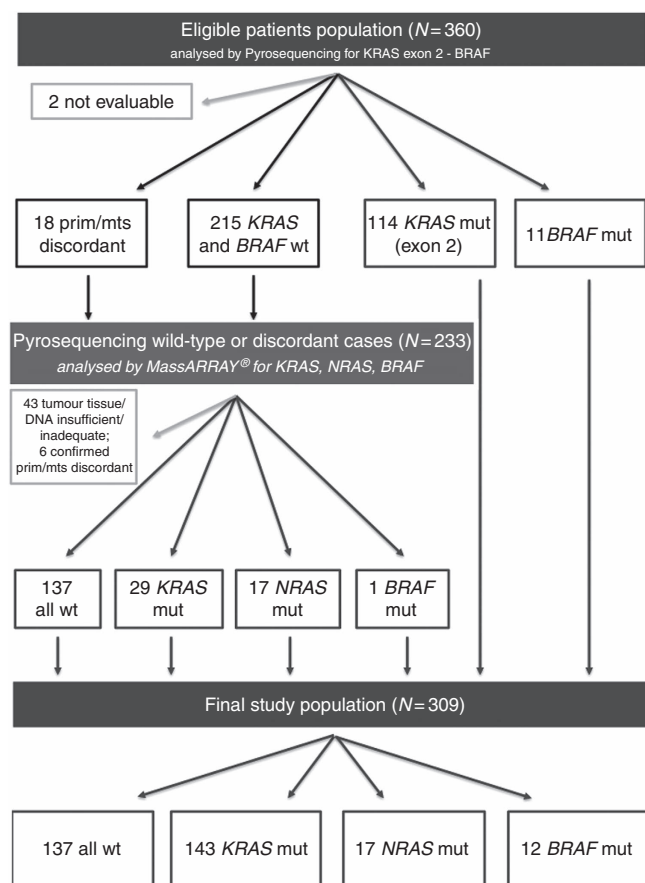 Eligible patients population (N=360)
analysed by Pyrosequencing for KRAS exon 2 - BRAF
2 not evaluable
18 prim/mts
discordant
215 KRAS
and BRAF wt
114 KRAS mut
(exon 2)
11BRAF mut
Pyrosequencing wild-type or discordant cases (N=233)
analysed by MassARRAY® for KRAS, NRAS, BRAF
43 tumour tissue/
DNA insufficient/
inadequate;
6 confirmed
prim/mts discordant
137
all wt
29 KRAS
mut
17 NRAS
mut
1 BRAF
mut
Final study population (N=309)
137 all wt
143 KRAS mut
17 NRAS mut
12 BRAF mut